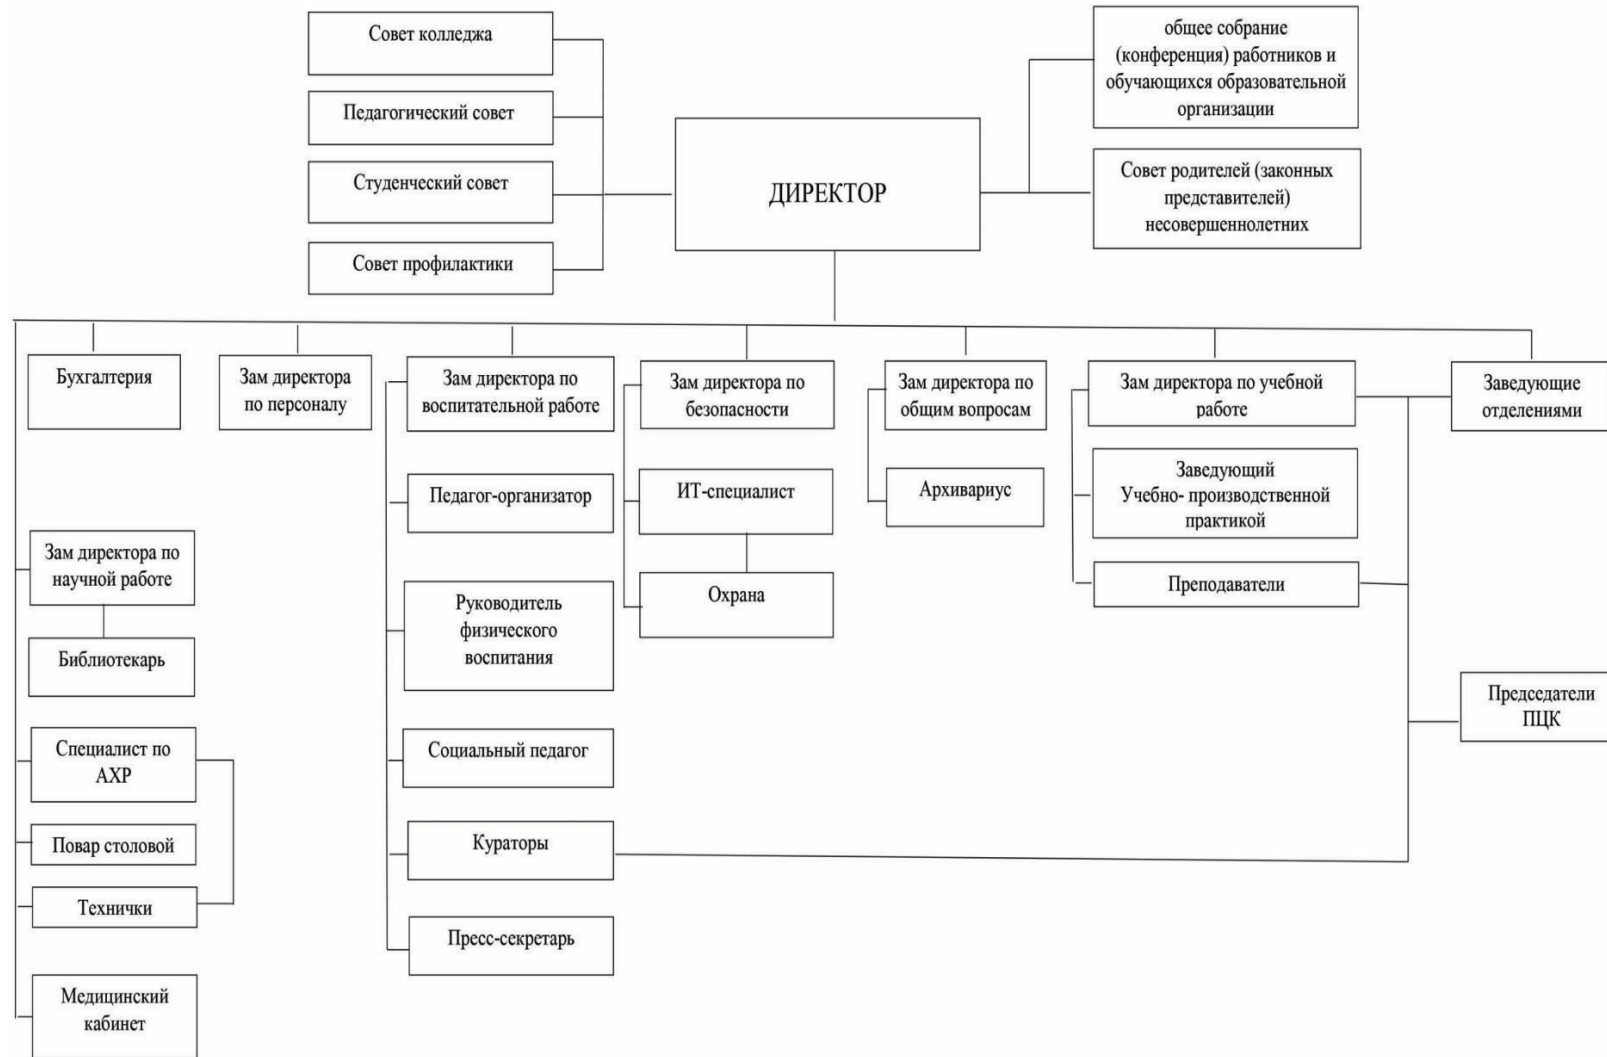 Совет колледжа
Педагогический совет
Студенческий совет
Совет профилактики
ДИРЕКТОР
общее собрание
(конференция) работников и
обучающихся образовательной
организации
Совет родителей (законных
представителей)
несовершеннолетних
Бухгалтерия
Зам директора
по персоналу
Зам директора по
воспитательной работе
Зам директора по
безопасности
Зам директора по
общим вопросам
Зам директора по учебной
работе
Заведующие
отделениями
Педагог-организатор
ИТ-специалист
Архивариус
Заведующий
Учебно- производственной
практикой
Зам директора по
научной работе
Охрана
Преподаватели
Руководитель
физического
воспитания
Библиотекарь
Председатели
ПЦК
Специалист по
АХР
Социальный педагог
Повар столовой
Кураторы
Технички
Пресс-секретарь
Медицинский
кабинет